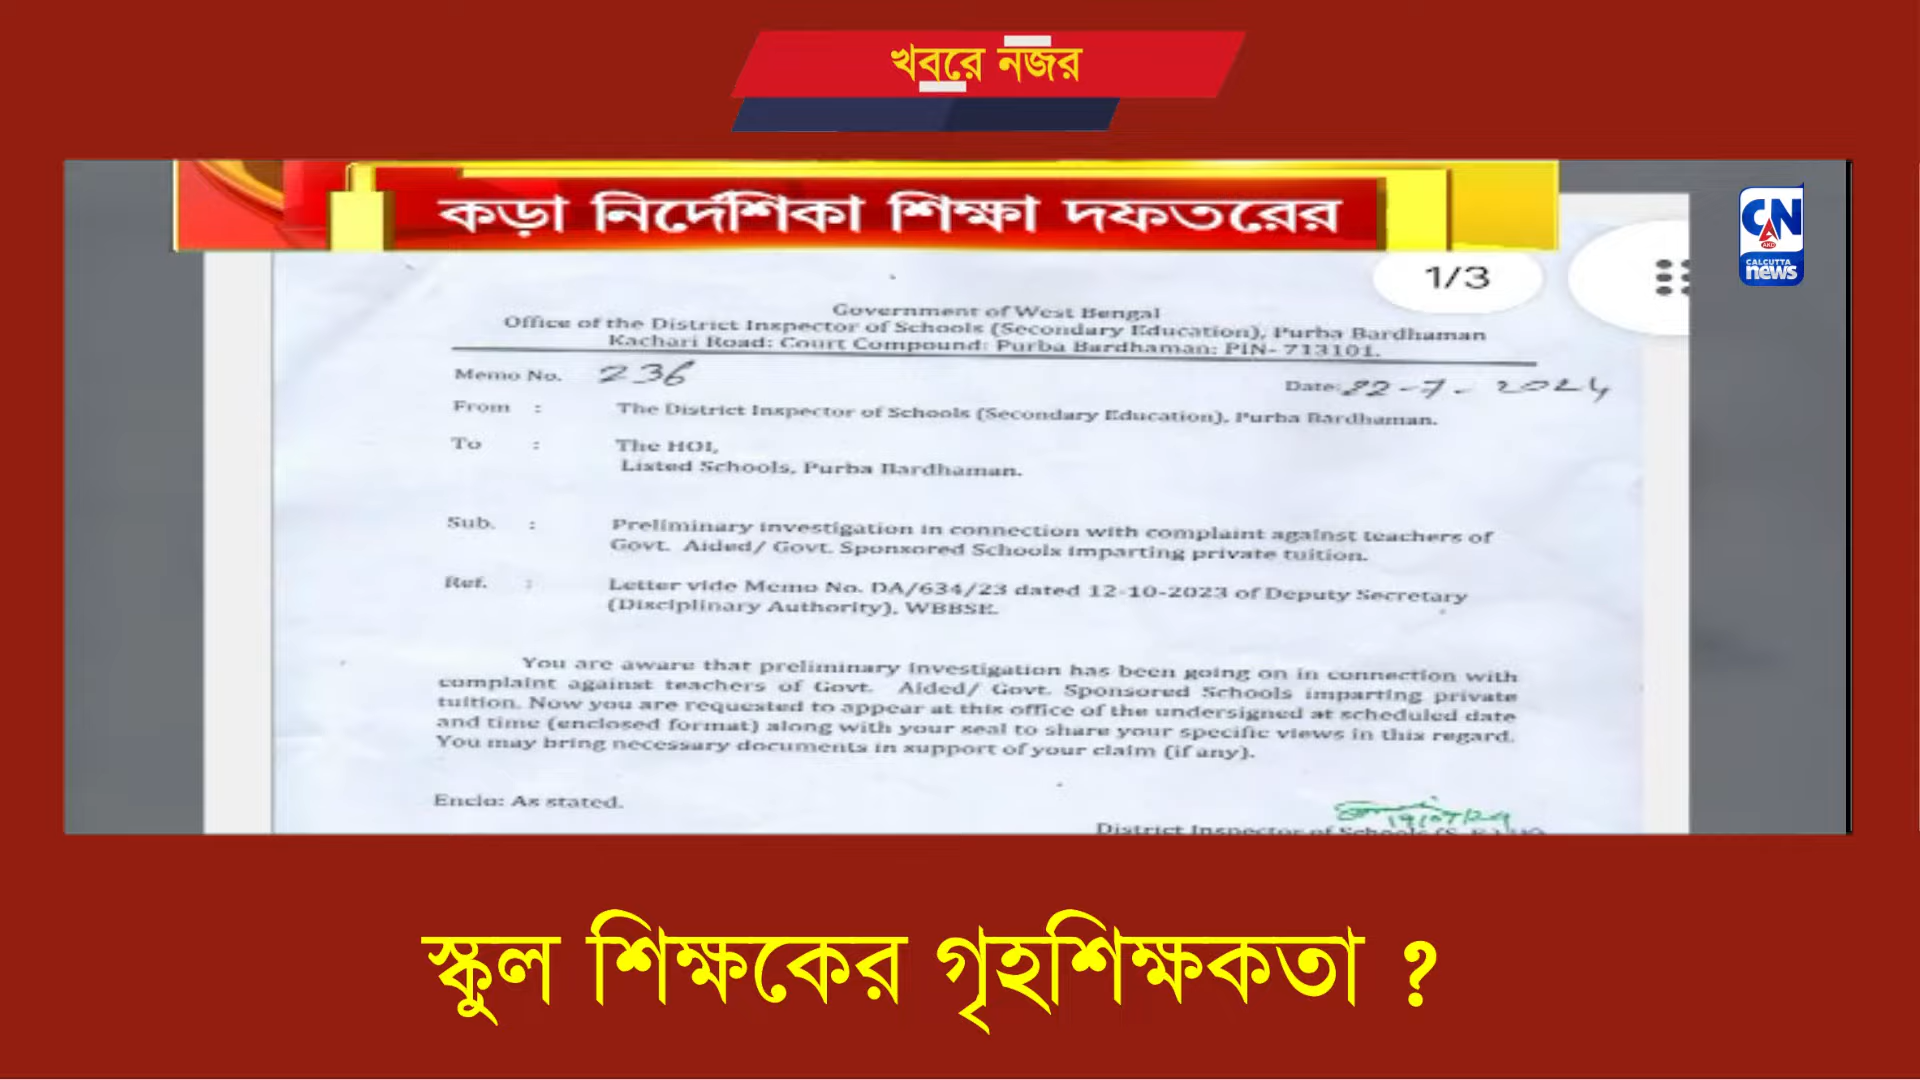 খবরে নজর
কড়া নির্দেশিকা শিক্ষা দফতরের
CN
AKD
CALCUTTA
news
1/3
Government of West Bengal
Office of the District Inspector of Schools (Secondary Education), Purba Bardhaman
Kachari Road: Court Compound: Purba Bardhaman: PIN- 713101.
Memo No. 236
Date: 22-7-2024
From : The District Inspector of Schools (Secondary Education), Purba Bardhaman.
To : The HOI,
Listed Schools, Purba Bardhaman.
Sub. : Preliminary investigation in connection with complaint against teachers of
Govt. Aided/ Govt. Sponsored Schools imparting private tuition.
Ref. : Letter vide Memo No. DA/634/23 dated 12-10-2023 of Deputy Secretary
(Disciplinary Authority), WBBSE.
You are aware that preliminary investigation has been going on in connection with
complaint against teachers of Govt. Aided/ Govt. Sponsored Schools imparting private
tuition. Now you are requested to appear at this office of the undersigned at scheduled date
and time (enclosed format) along with your seal to share your specific views in this regard.
You may bring necessary documents in support of your claim (if any).
Enclo: As stated.
District Inspector of Schools
স্কুল শিক্ষকের গৃহশিক্ষকতা ?